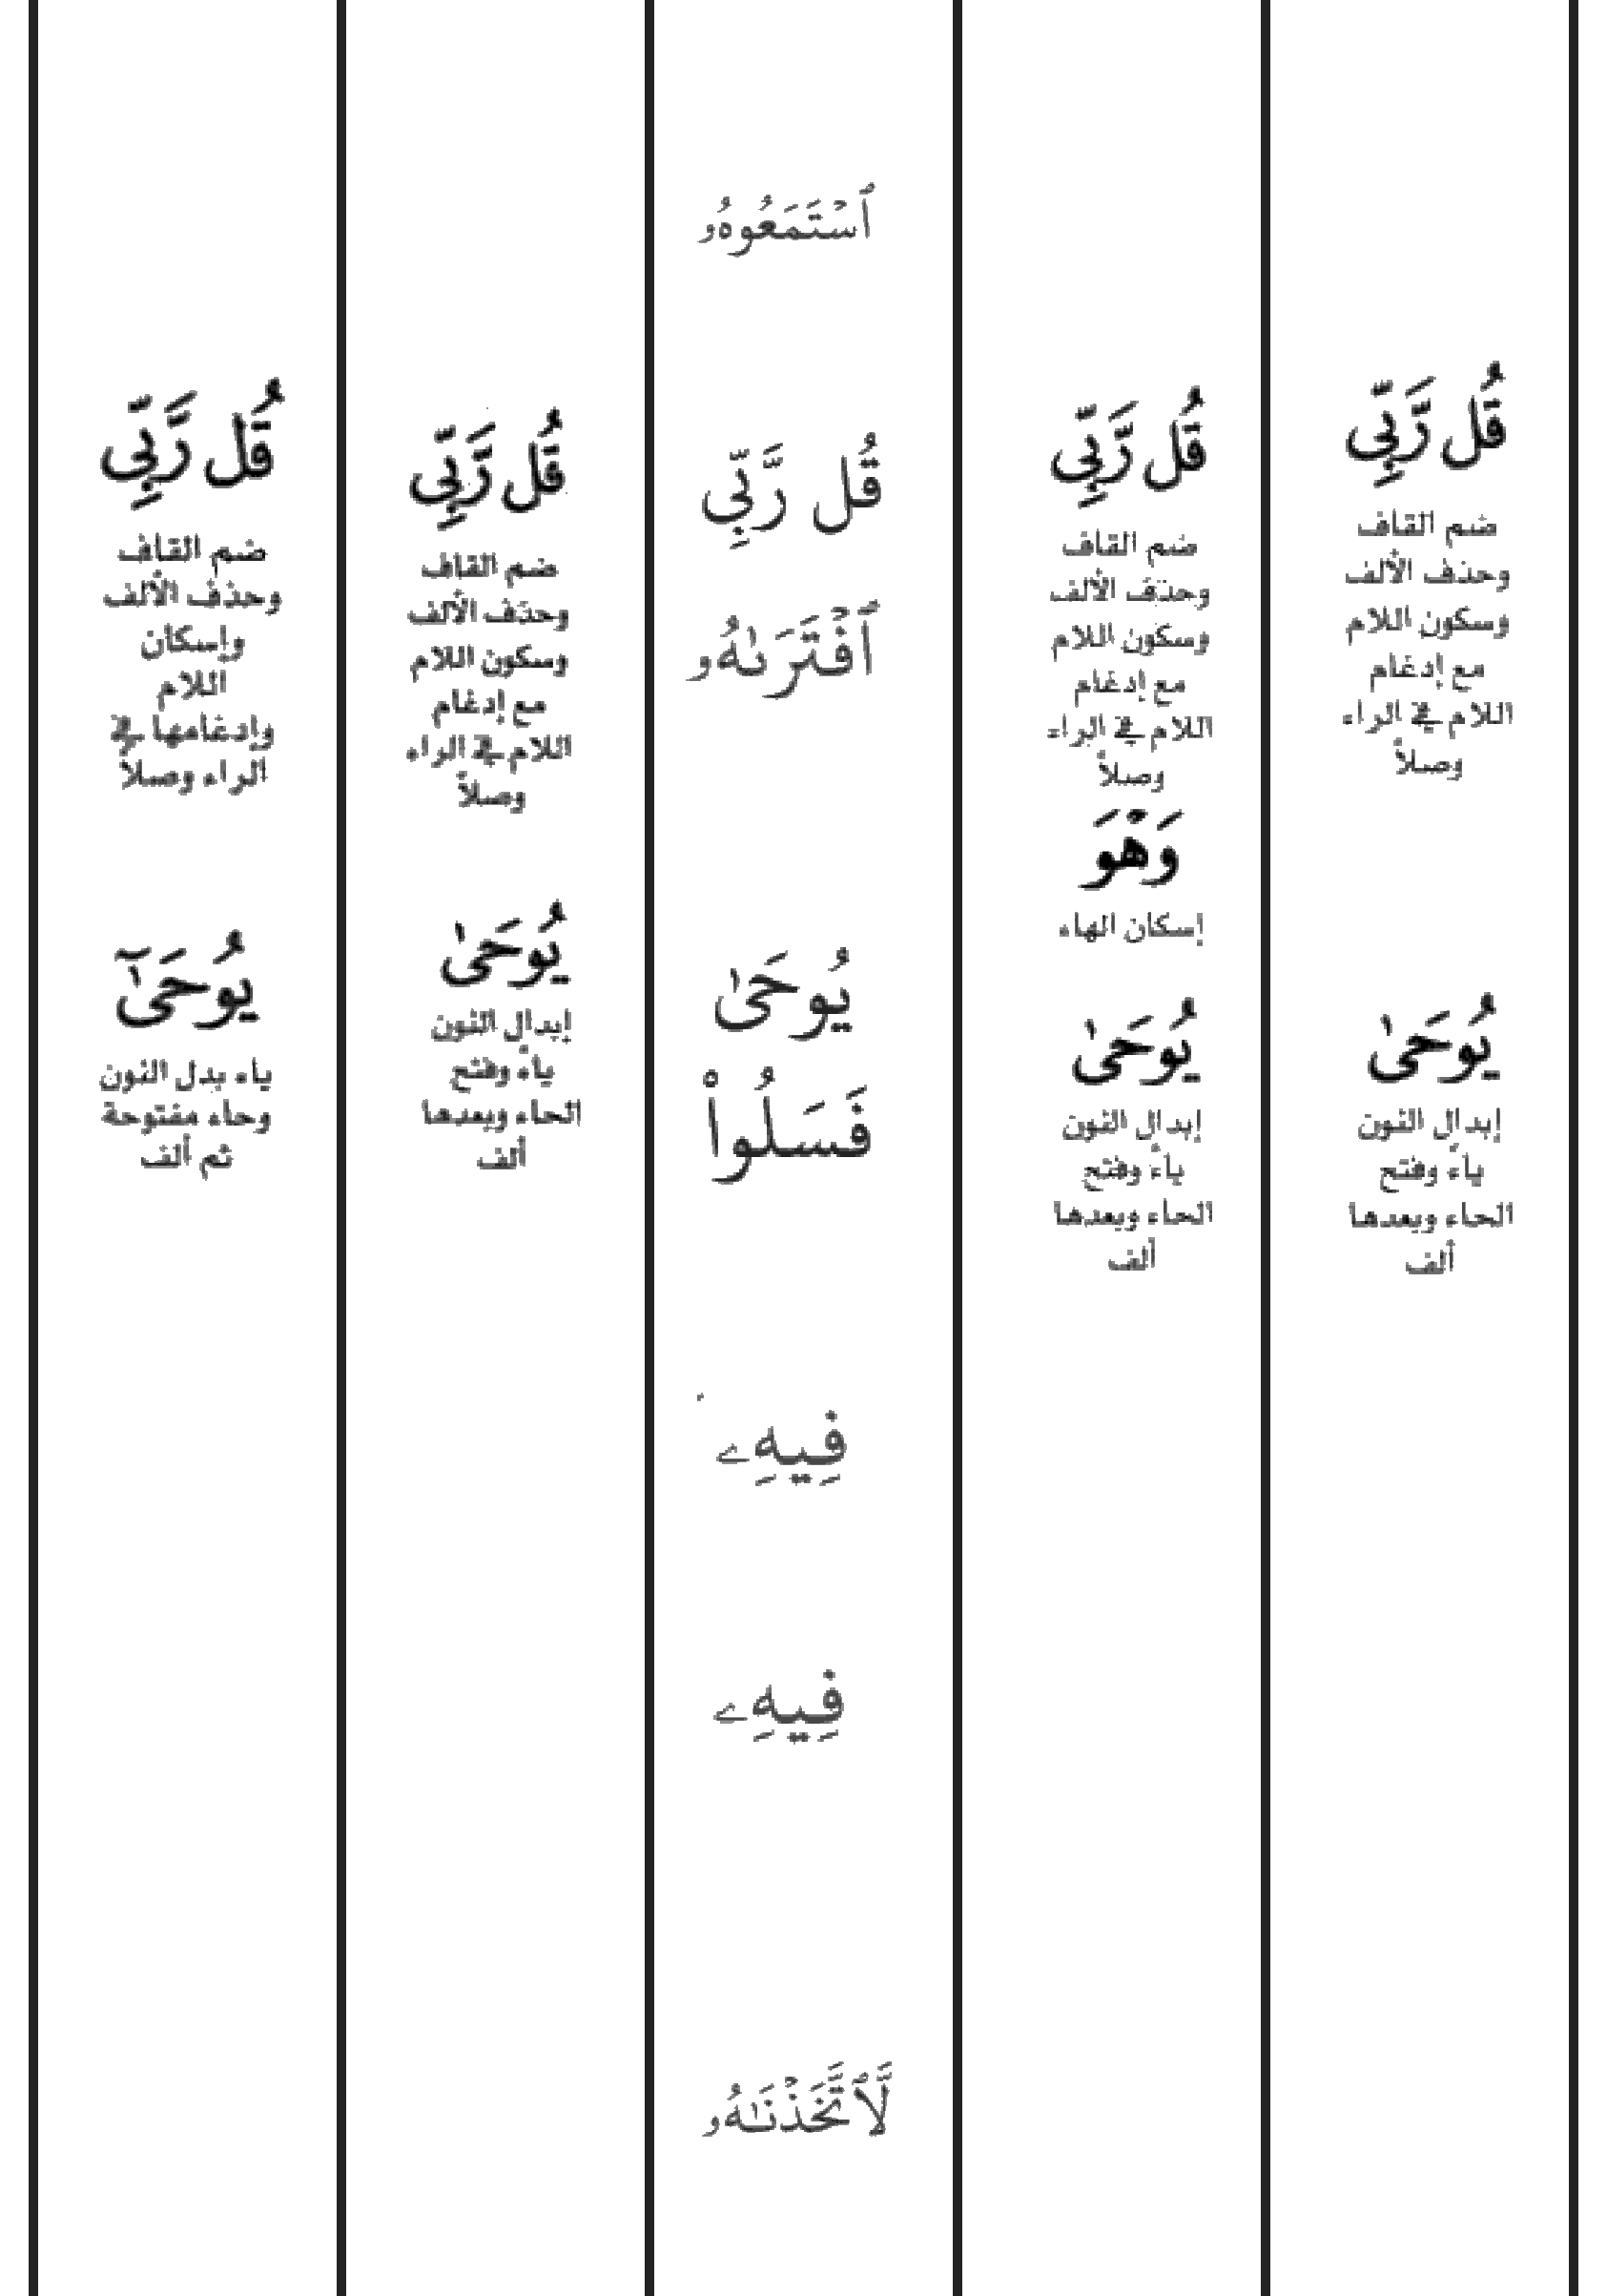 قُل رَّبِّي
ضم القاف
وحذف الألف
وسكون اللام
مع إدغام
اللام في الراء
وصلاً
يُوحَىٰ
إبدال النون
ياءً وفتح
الحاء وبعدها
ألف
قُل رَّبِّي
ضم القاف
وحذف الألف
وسكون اللام
مع إدغام
اللام في الراء
وصلاً
وَهْوَ
إسكان الهاء
يُوحَىٰ
إبدال النون
ياءً وفتح
الحاء وبعدها
ألف
ٱسْتَمَعُوهُۥ
قُل رَّبِّي
ٱفْتَرَىٰهُۥ
يُوحَىٰ
فَسَلُوا۟
فِيهِۦ
فِيهِۦ
لَّٱتَّخَذْنَٰهُۥ
قُل رَّبِّي
ضم القاف
وحذف الألف
وسكون اللام
مع إدغام
اللام في الراء
وصلاً
يُوحَىٰ
إبدال النون
ياءً وفتح
الحاء وبعدها
ألف
قُل رَّبِّي
ضم القاف
وحذف الألف
وإسكان
اللام
وإدغامها في
الراء وصلاً
يُوحَىٰٓ
ياء بدل النون
وحاء مفتوحة
ثم ألف